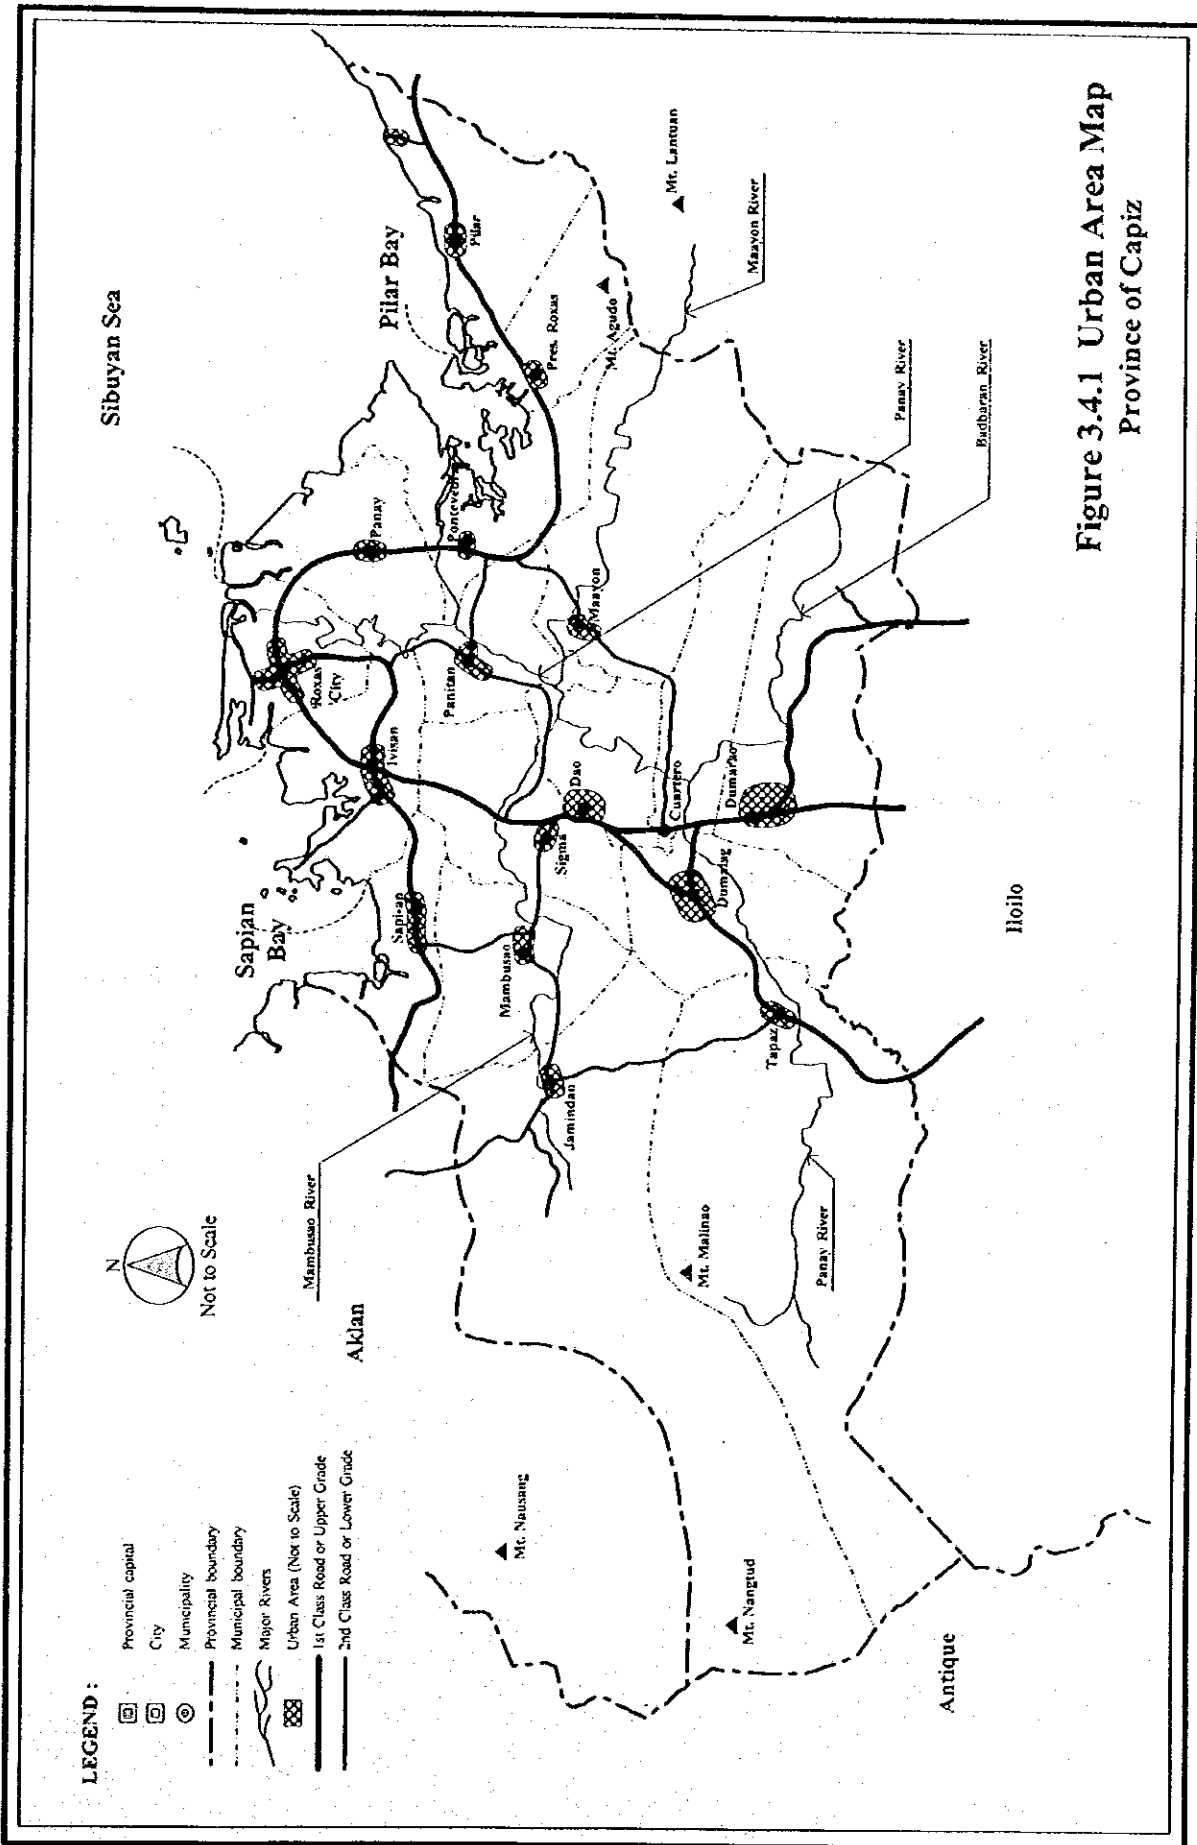 LEGEND :
Provincial capital
City
Municipality
Provincial boundary
Municipal boundary
Major Rivers
Urban Area (Not to Scale)
1st Class Road or Upper Grade
2nd Class Road or Lower Grade
N
Not to Scale
Sibuyan Sea
Sapian
Bay
Pilar Bay
Aklan
Antique
Iloilo
Roxas
City
Panay
Pontevedra
Pilar
Pres. Roxas
Ivisan
Panitan
Maayon
Sapi-an
Sigma
Dao
Mambusao
Cuartero
Dumarao
Dumalag
Jamindan
Tapaz
Mt. Lantuan
Mt. Agudo
Mt. Malinao
Mt. Nausang
Mt. Nangtud
Maayon River
Panay River
Badbaran River
Mambusao River
Panay River
Figure 3.4.1 Urban Area Map
Province of Capiz